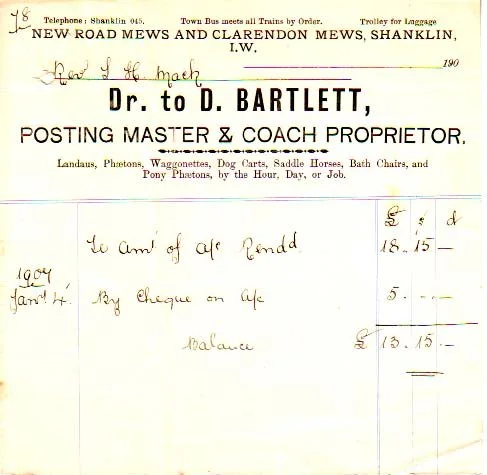 78
Telephone: Shanklin 045. Town Bus meets all Trains by Order. Trolley for Luggage
NEW ROAD MEWS AND CLARENDON MEWS, SHANKLIN,
I.W.
190
Rev L H. Mack
Dr. to D. BARTLETT,
POSTING MASTER & COACH PROPRIETOR.
Landaus, Phætons, Waggonettes, Dog Carts, Saddle Horses, Bath Chairs, and
Pony Phætons, by the Hour, Day, or Job.
£ s d
To Amt of a/c Rendd 18. 15 —
1907
Jany 4. By Cheque on a/c 5. - —
Balance £ 13. 15. —